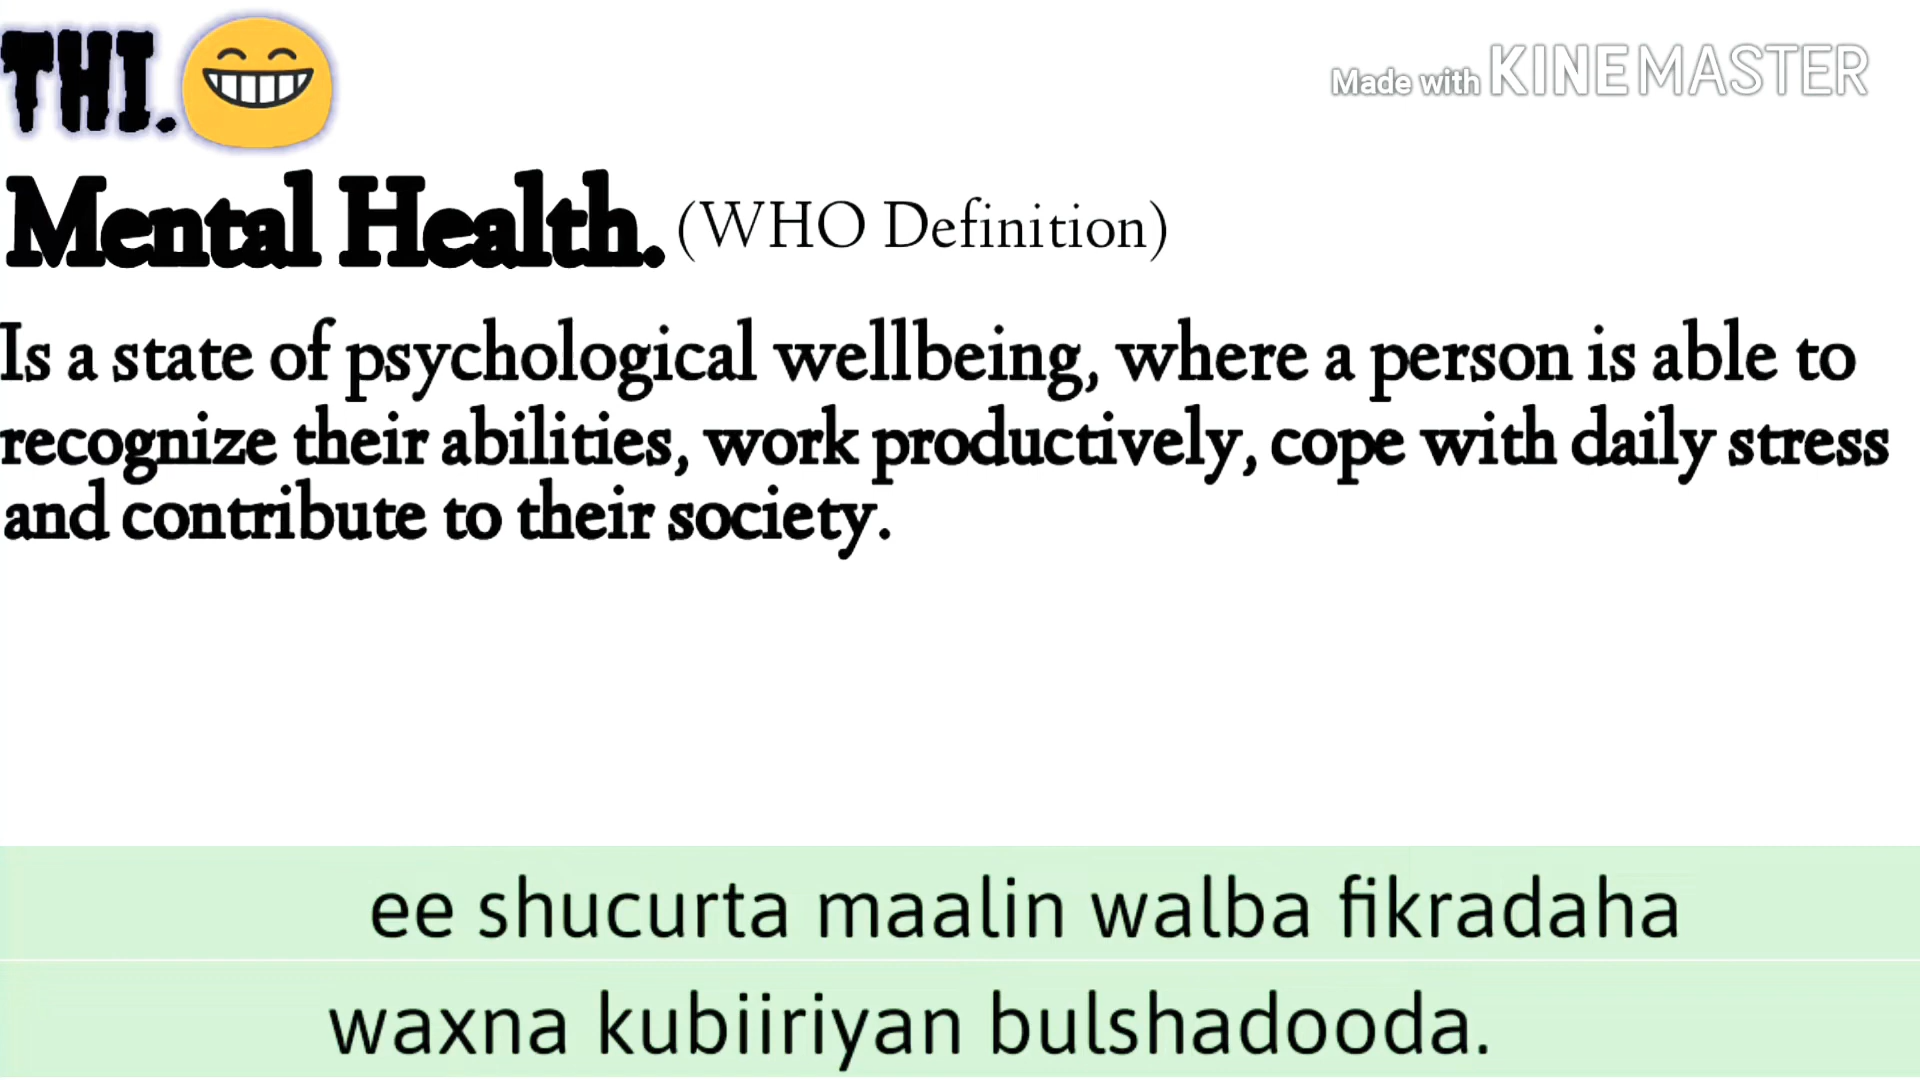 THI.
Made with KINEMASTER
Mental Health. (WHO Definition)
Is a state of psychological wellbeing, where a person is able to
recognize their abilities, work productively, cope with daily stress
and contribute to their society.
ee shucurta maalin walba fikradaha
waxna kubiiriyan bulshadooda.